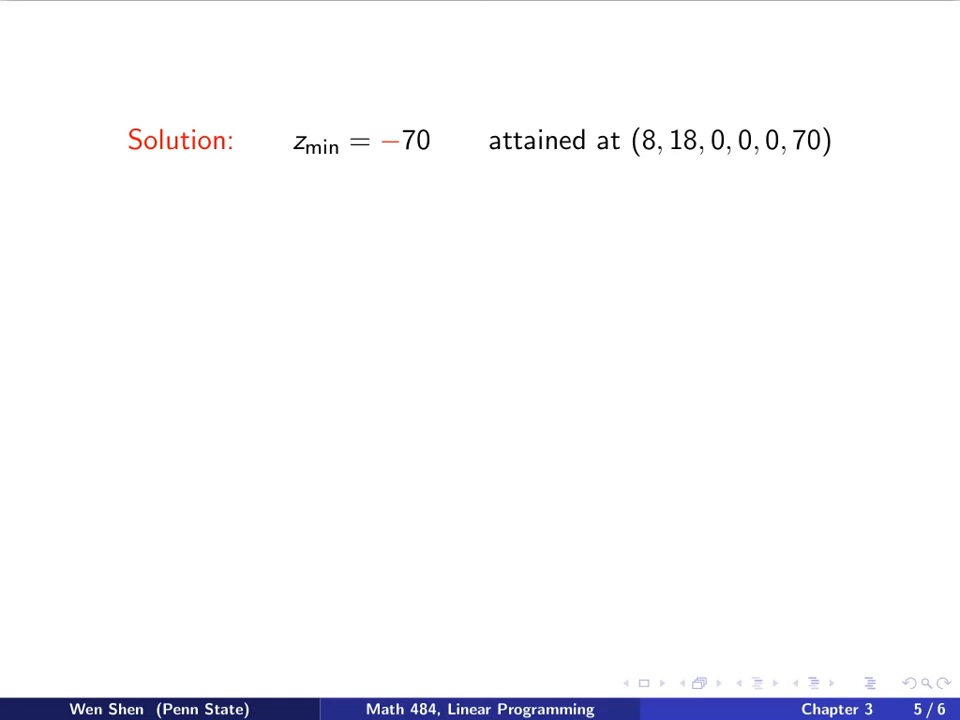 Solution: z_min = −70 attained at (8, 18, 0, 0, 0, 70)
Wen Shen (Penn State) Math 484, Linear Programming Chapter 3 5 / 6